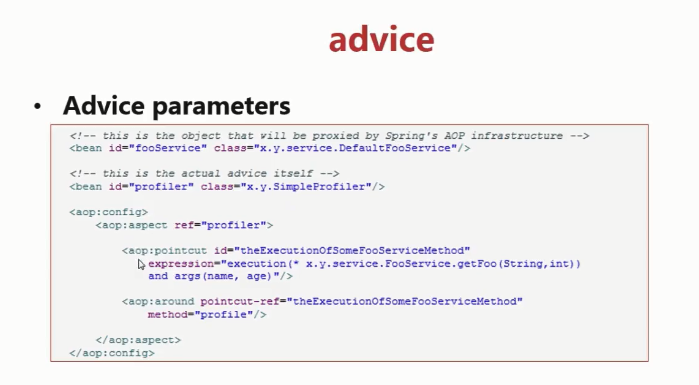 advice
• Advice parameters
<!-- this is the object that will be proxied by Spring's AOP infrastructure -->
<bean id="fooService" class="x.y.service.DefaultFooService"/>
<!-- this is the actual advice itself -->
<bean id="profiler" class="x.y.SimpleProfiler"/>
<aop:config>
<aop:aspect ref="profiler">
<aop:pointcut id="theExecutionOfSomeFooServiceMethod"
expression="execution(* x.y.service.FooService.getFoo(String,int))
and args(name, age)"/>
<aop:around pointcut-ref="theExecutionOfSomeFooServiceMethod"
method="profile"/>
</aop:aspect>
</aop:config>